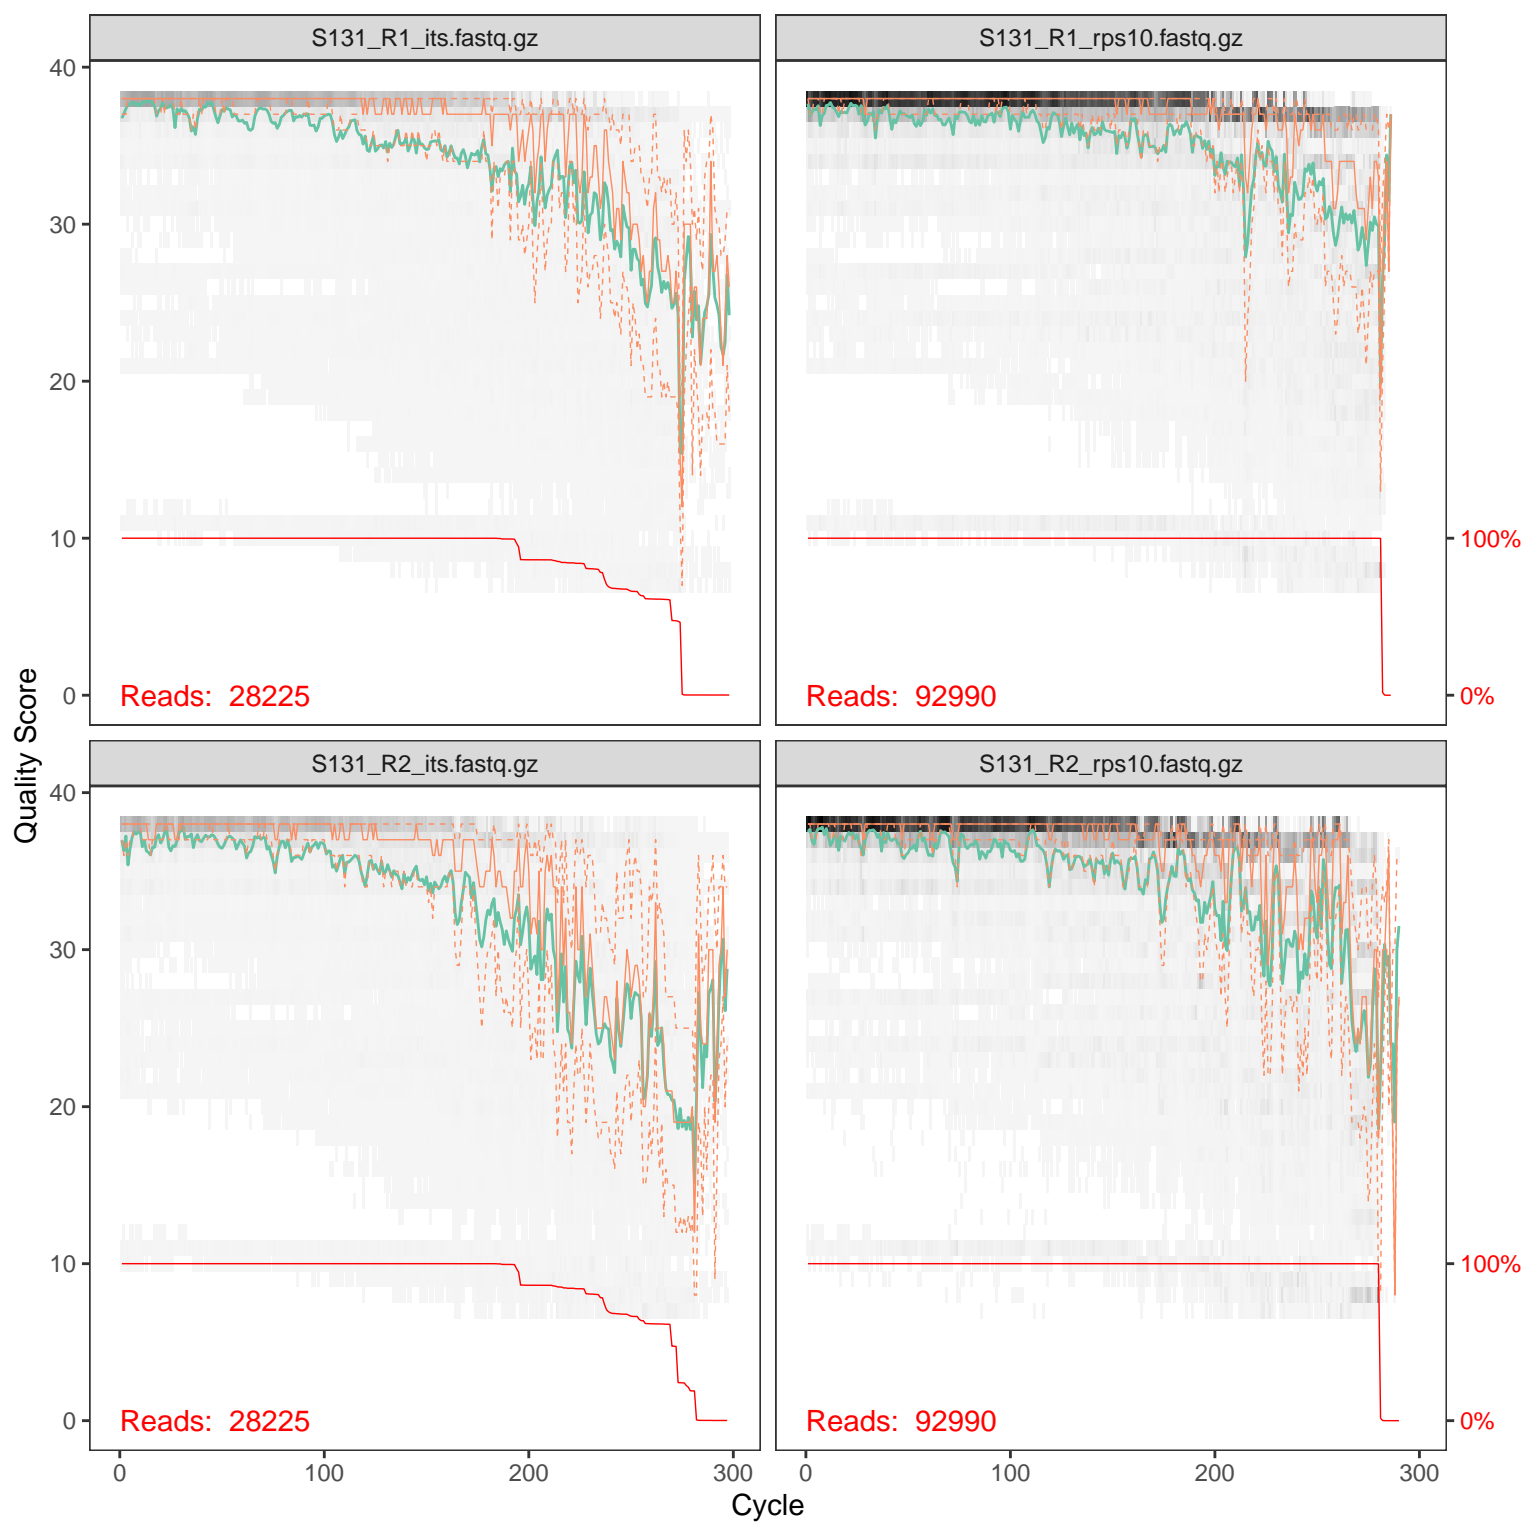 S131_R1_its.fastq.gz
S131_R1_rps10.fastq.gz
40
30
20
10
0
100%
0%
Reads: 28225
Reads: 92990
Quality Score
S131_R2_its.fastq.gz
S131_R2_rps10.fastq.gz
40
30
20
10
0
100%
0%
Reads: 28225
Reads: 92990
0
100
200
300
0
100
200
300
Cycle